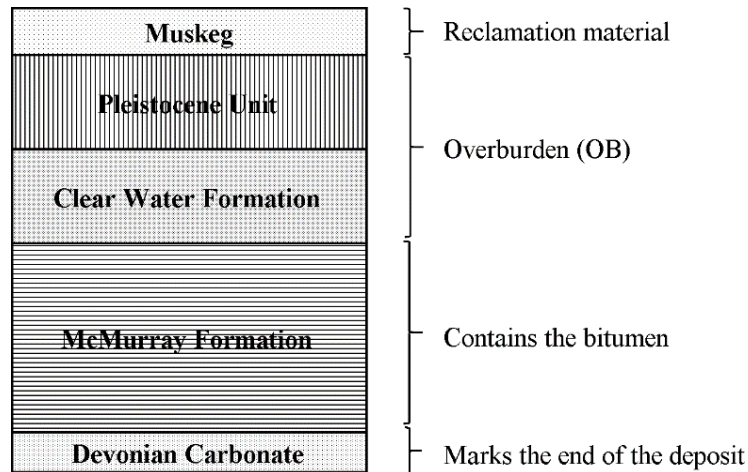 Muskeg
Reclamation material
Pleistocene Unit
Overburden (OB)
Clear Water Formation
McMurray Formation
Contains the bitumen
Devonian Carbonate
Marks the end of the deposit